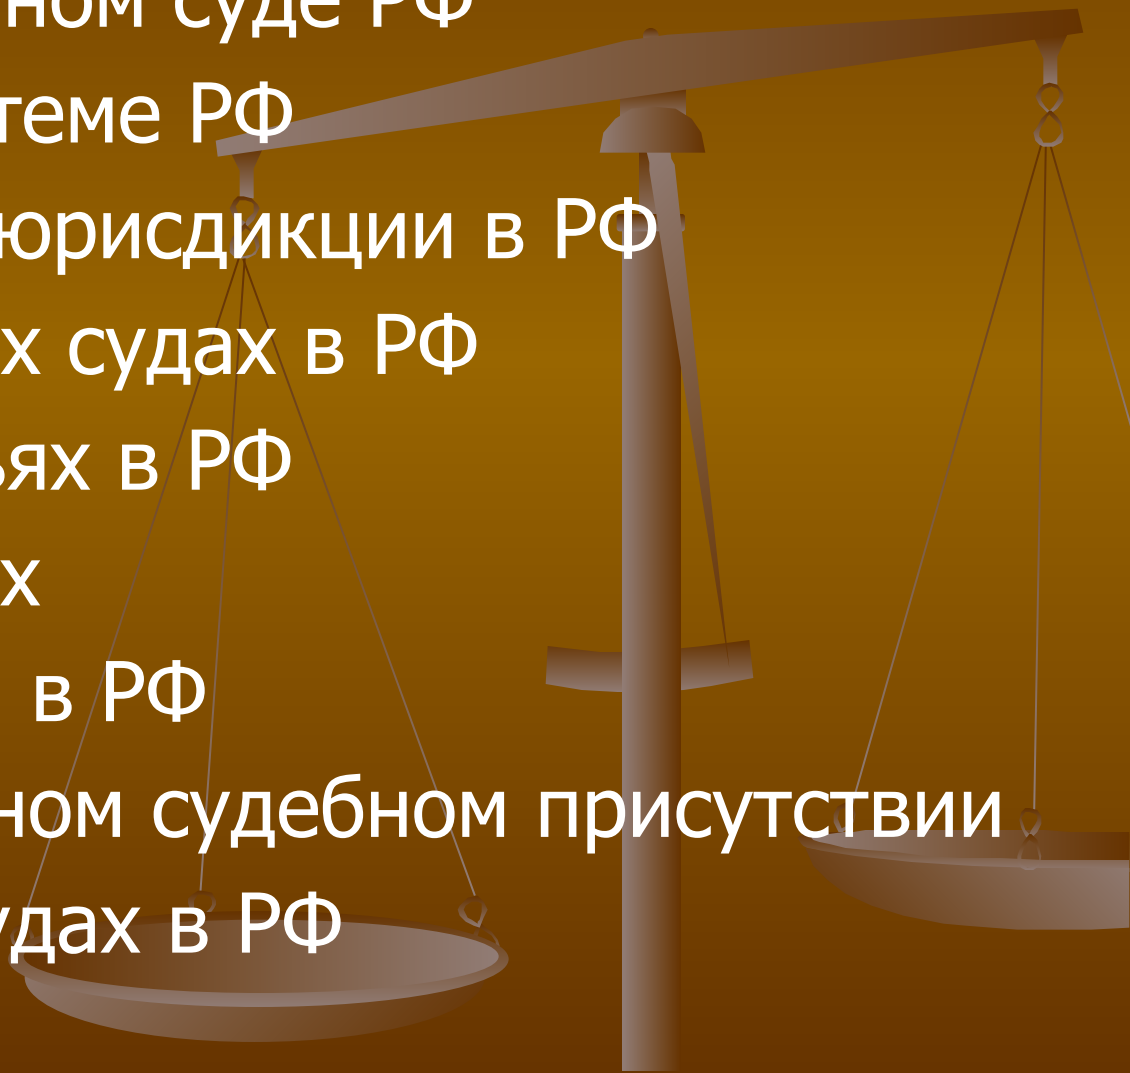 ном суде РФ
теме РФ
юрисдикции в РФ
х судах в РФ
ьях в РФ
х
в РФ
ном судебном присутствии
удах в РФ